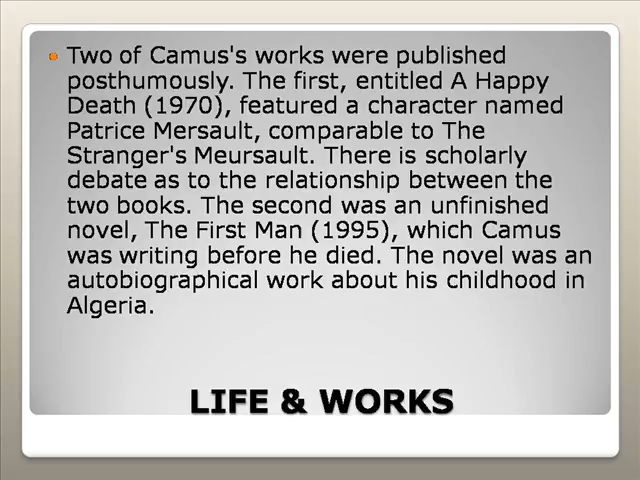 Two of Camus's works were published
posthumously. The first, entitled A Happy
Death (1970), featured a character named
Patrice Mersault, comparable to The
Stranger's Meursault. There is scholarly
debate as to the relationship between the
two books. The second was an unfinished
novel, The First Man (1995), which Camus
was writing before he died. The novel was an
autobiographical work about his childhood in
Algeria.
LIFE & WORKS